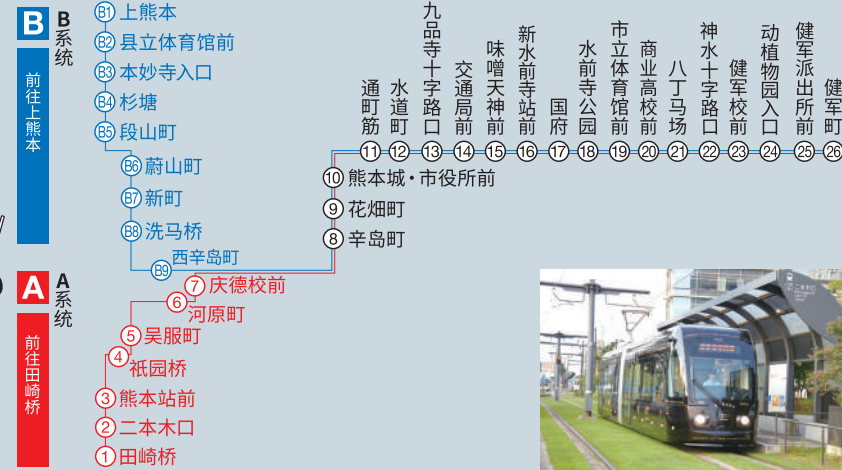 B
B系统
前往上熊本
B1 上熊本
B2 县立体育馆前
B3 本妙寺入口
B4 杉塘
B5 段山町
B6 蔚山町
B7 新町
B8 洗马桥
B9 西辛岛町
A
A系统
前往田崎桥
7 庆德校前
6 河原町
5 吴服町
4 祇园桥
3 熊本站前
2 二本木口
1 田崎桥
8 辛岛町
9 花畑町
10 熊本城・市役所前
11 通町筋
12 水道町
13 九品寺十字路口
14 交通局前
15 味噌天神前
16 新水前寺站前
17 国府
18 水前寺公园
19 市立体育馆前
20 商业高校前
21 八丁马场
22 神水十字路口
23 健军校前
24 动植物园入口
25 健军派出所前
26 健军町
二本木口